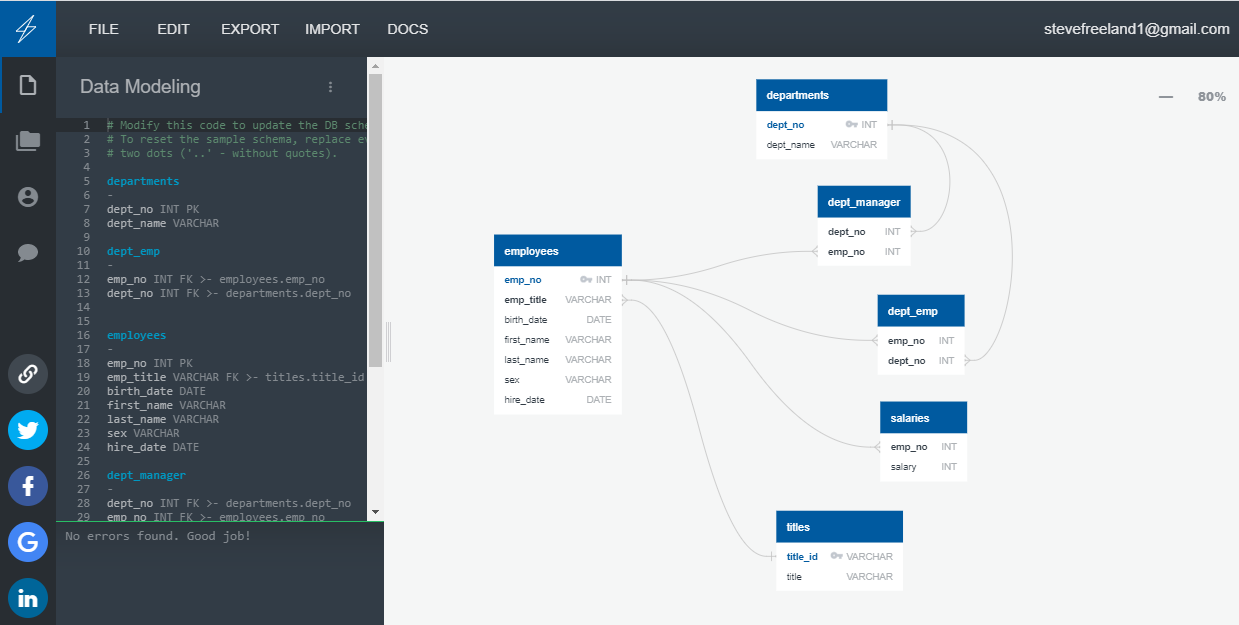 FILE EDIT EXPORT IMPORT DOCS stevefreeland1@gmail.com
Data Modeling
1 # Modify this code to update the DB sche
2 # To reset the sample schema, replace ev
3 # two dots ('..' - without quotes).
4
5 departments
6 -
7 dept_no INT PK
8 dept_name VARCHAR
9
10 dept_emp
11 -
12 emp_no INT FK >- employees.emp_no
13 dept_no INT FK >- departments.dept_no
14
15
16 employees
17 -
18 emp_no INT PK
19 emp_title VARCHAR FK >- titles.title_id
20 birth_date DATE
21 first_name VARCHAR
22 last_name VARCHAR
23 sex VARCHAR
24 hire_date DATE
25
26 dept_manager
27 -
28 dept_no INT FK >- departments.dept_no
29 emp_no INT FK >- employees.emp_no
No errors found. Good job!
80%
departments
dept_no INT
dept_name VARCHAR
dept_manager
dept_no INT
emp_no INT
employees
emp_no INT
emp_title VARCHAR
birth_date DATE
first_name VARCHAR
last_name VARCHAR
sex VARCHAR
hire_date DATE
dept_emp
emp_no INT
dept_no INT
salaries
emp_no INT
salary INT
titles
title_id VARCHAR
title VARCHAR
f
G
in